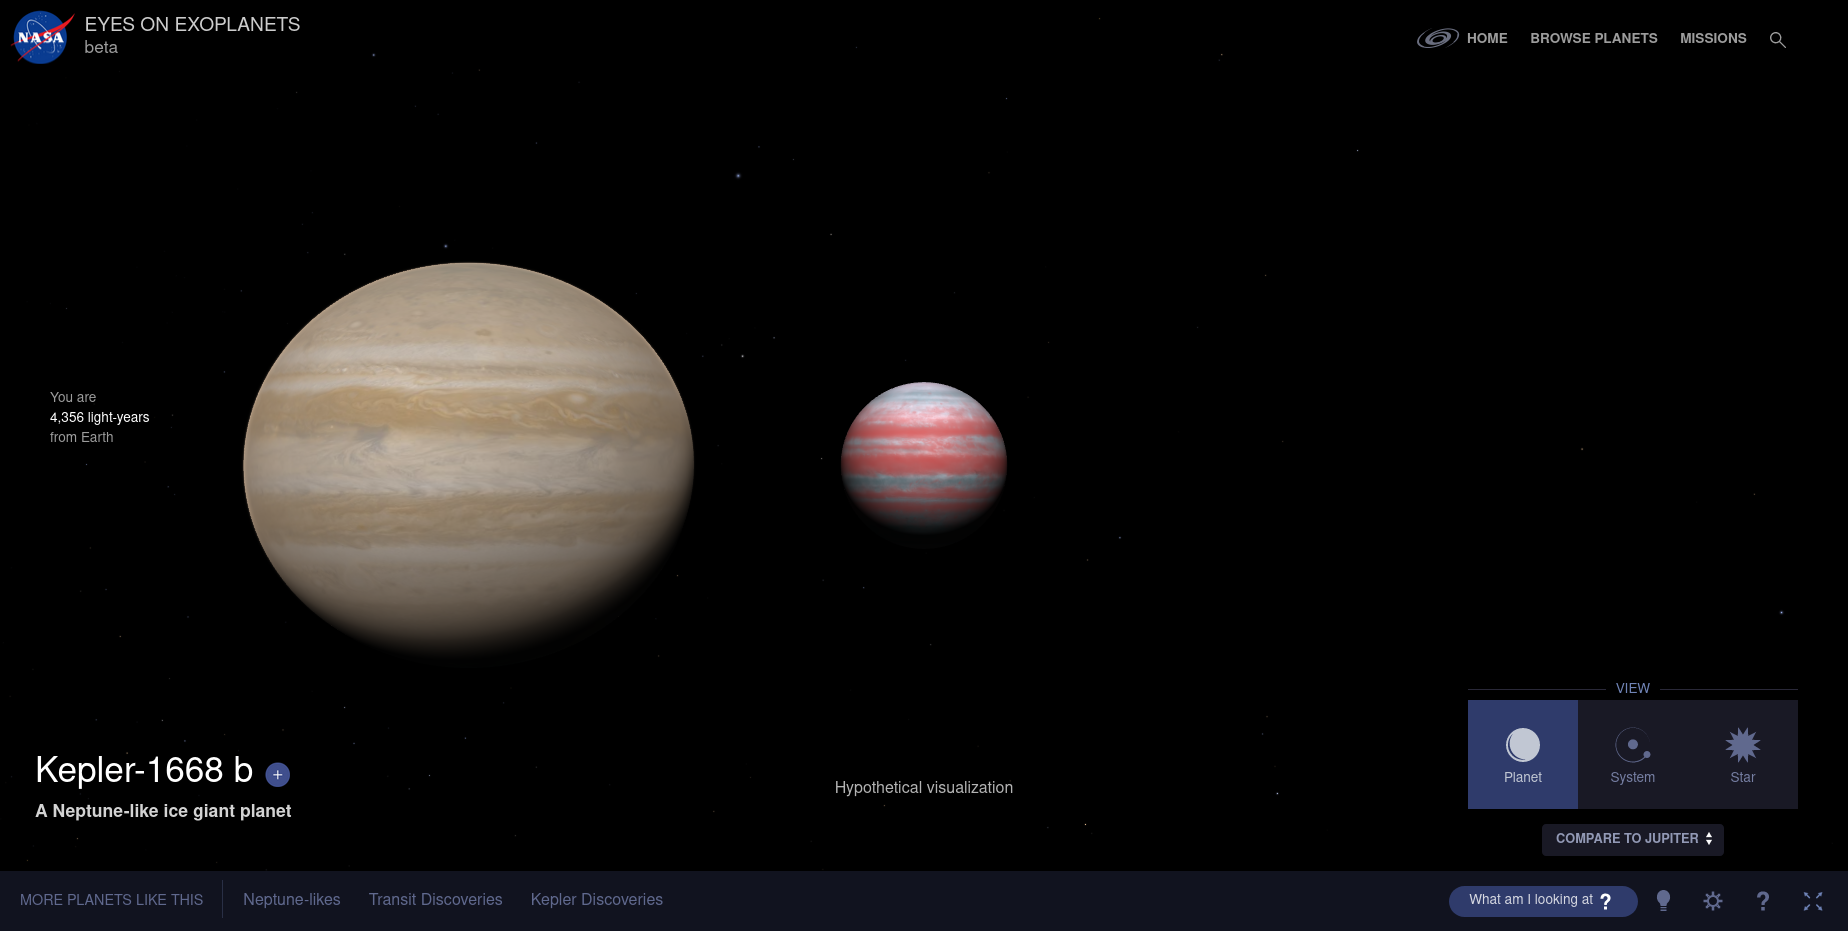 NASA
EYES ON EXOPLANETS
beta
HOME
BROWSE PLANETS
MISSIONS
You are
4,356 light-years
from Earth
Kepler-1668 b +
A Neptune-like ice giant planet
Hypothetical visualization
VIEW
Planet
System
Star
COMPARE TO JUPITER
MORE PLANETS LIKE THIS
Neptune-likes
Transit Discoveries
Kepler Discoveries
What am I looking at ?
?